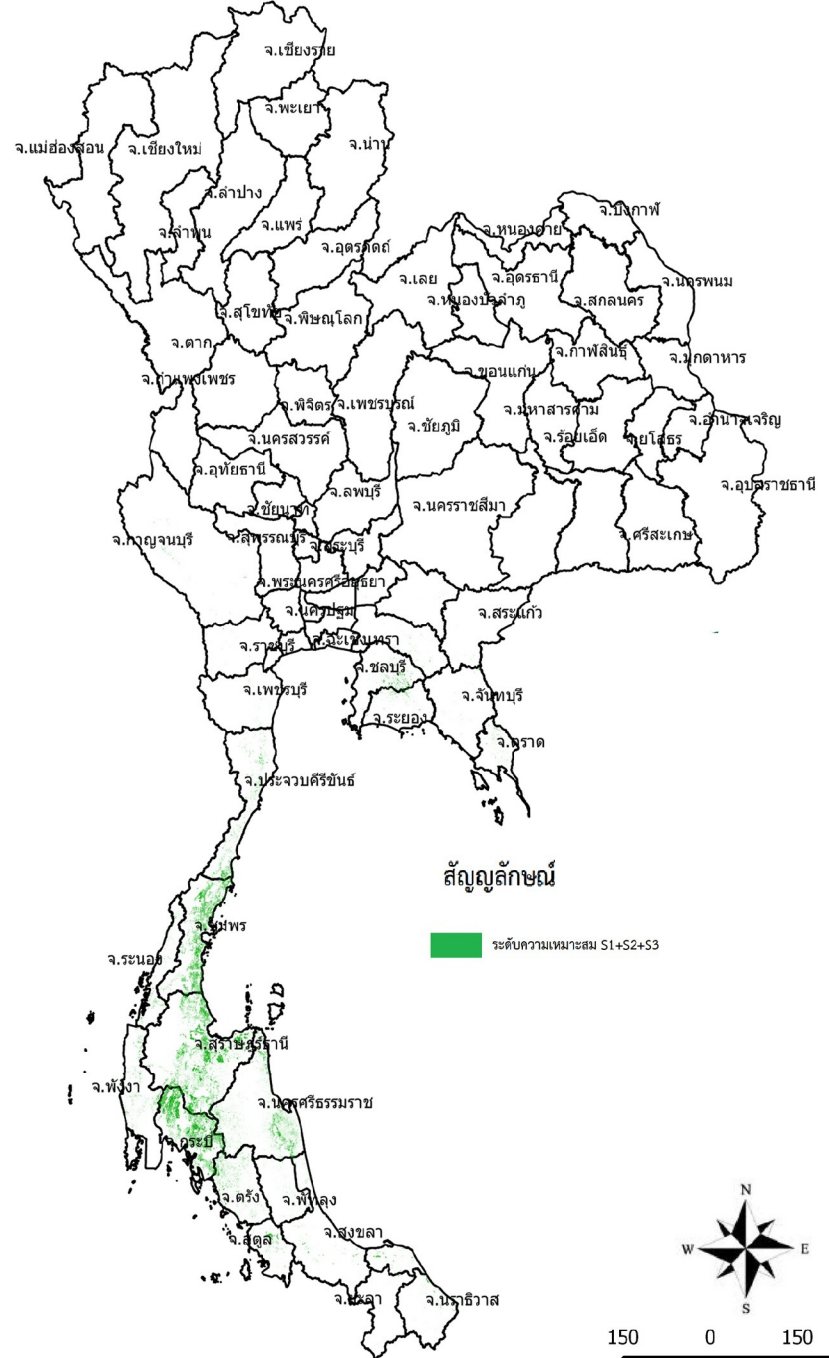 จ.เชียงราย
จ.พะเยา
จ.แม่ฮ่องสอน
จ.เชียงใหม่
จ.น่าน
จ.ลำปาง
จ.แพร่
จ.ลำพูน
จ.อุตรดิตถ์
จ.บึงกาฬ
จ.หนองคาย
จ.เลย
จ.อุดรธานี
จ.นครพนม
จ.หนองบัวลำภู
จ.สกลนคร
จ.สุโขทัย
จ.พิษณุโลก
จ.ตาก
จ.กาฬสินธุ์
จ.มุกดาหาร
จ.ขอนแก่น
จ.กำแพงเพชร
จ.พิจิตร
จ.เพชรบูรณ์
จ.มหาสารคาม
จ.ชัยภูมิ
จ.อำนาจเจริญ
จ.นครสวรรค์
จ.ร้อยเอ็ด
จ.ยโสธร
จ.อุทัยธานี
จ.อุบลราชธานี
จ.ลพบุรี
จ.ชัยนาท
จ.นครราชสีมา
จ.กาญจนบุรี
จ.สุพรรณบุรี
จ.สระบุรี
จ.ศรีสะเกษ
จ.พระนครศรีอยุธยา
จ.นครปฐม
จ.สระแก้ว
จ.ราชบุรี
จ.ฉะเชิงเทรา
จ.ชลบุรี
จ.เพชรบุรี
จ.จันทบุรี
จ.ระยอง
จ.ตราด
จ.ประจวบคีรีขันธ์
สัญญลักษณ์
จ.ชุมพร
ระดับความเหมาะสม S1+S2+S3
จ.ระนอง
จ.สุราษฎร์ธานี
จ.พังงา
จ.นครศรีธรรมราช
จ.กระบี่
จ.ตรัง
จ.พัทลุง
จ.สงขลา
จ.สตูล
จ.ยะลา
จ.นราธิวาส
N
W E
S
150 0 150